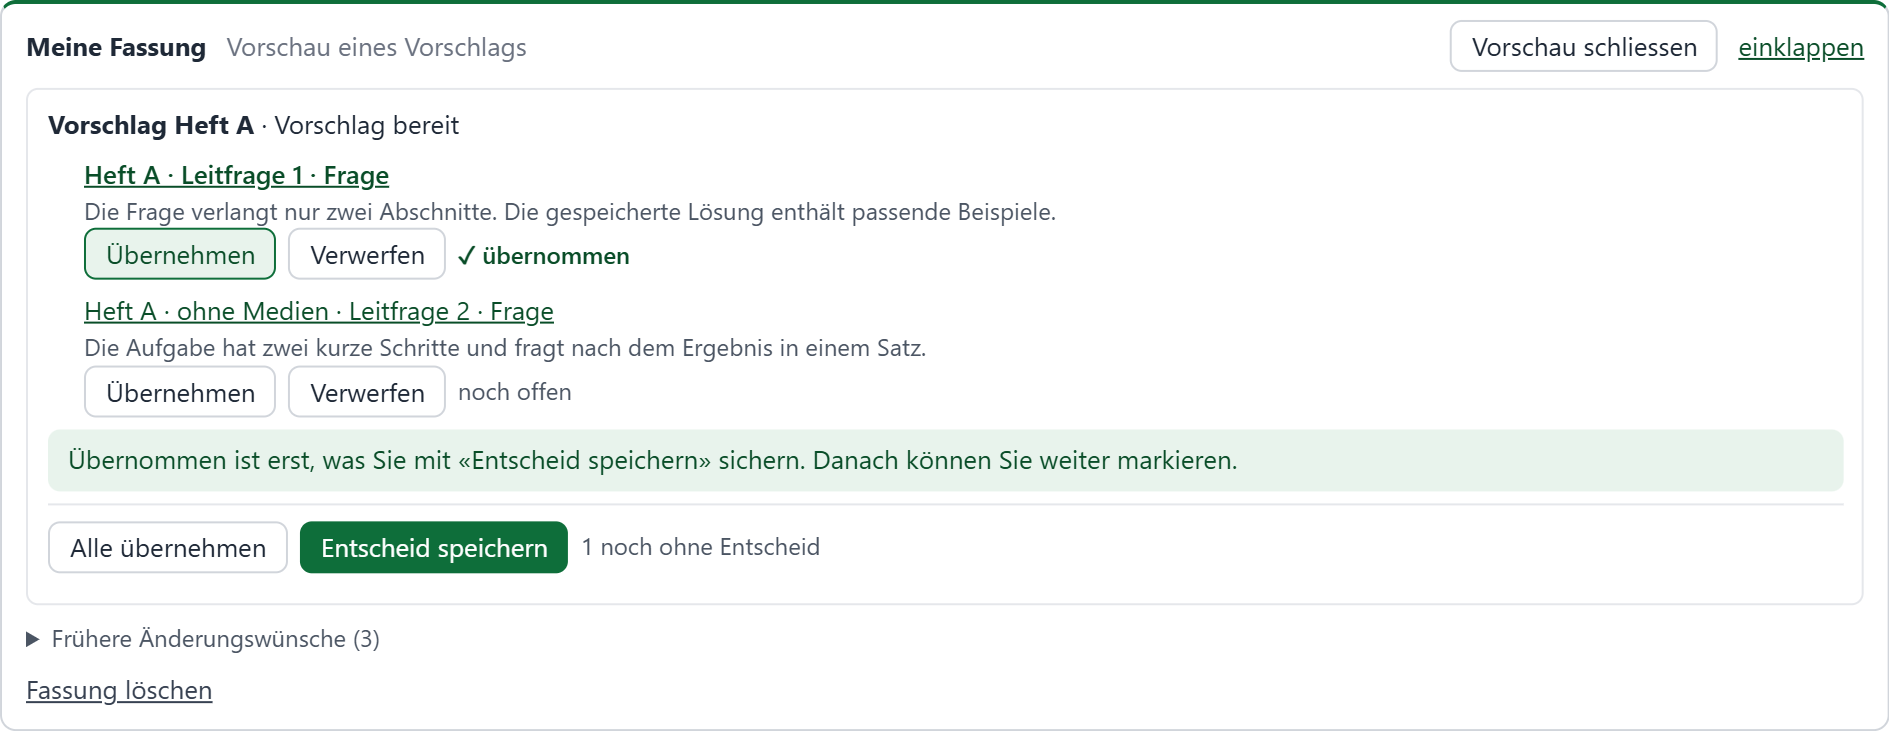 Meine Fassung Vorschau eines Vorschlags Vorschau schliessen einklappen
Vorschlag Heft A · Vorschlag bereit
Heft A · Leitfrage 1 · Frage
Die Frage verlangt nur zwei Abschnitte. Die gespeicherte Lösung enthält passende Beispiele.
Übernehmen Verwerfen ✓ übernommen
Heft A · ohne Medien · Leitfrage 2 · Frage
Die Aufgabe hat zwei kurze Schritte und fragt nach dem Ergebnis in einem Satz.
Übernehmen Verwerfen noch offen
Übernommen ist erst, was Sie mit «Entscheid speichern» sichern. Danach können Sie weiter markieren.
Alle übernehmen Entscheid speichern 1 noch ohne Entscheid
▶ Frühere Änderungswünsche (3)
Fassung löschen